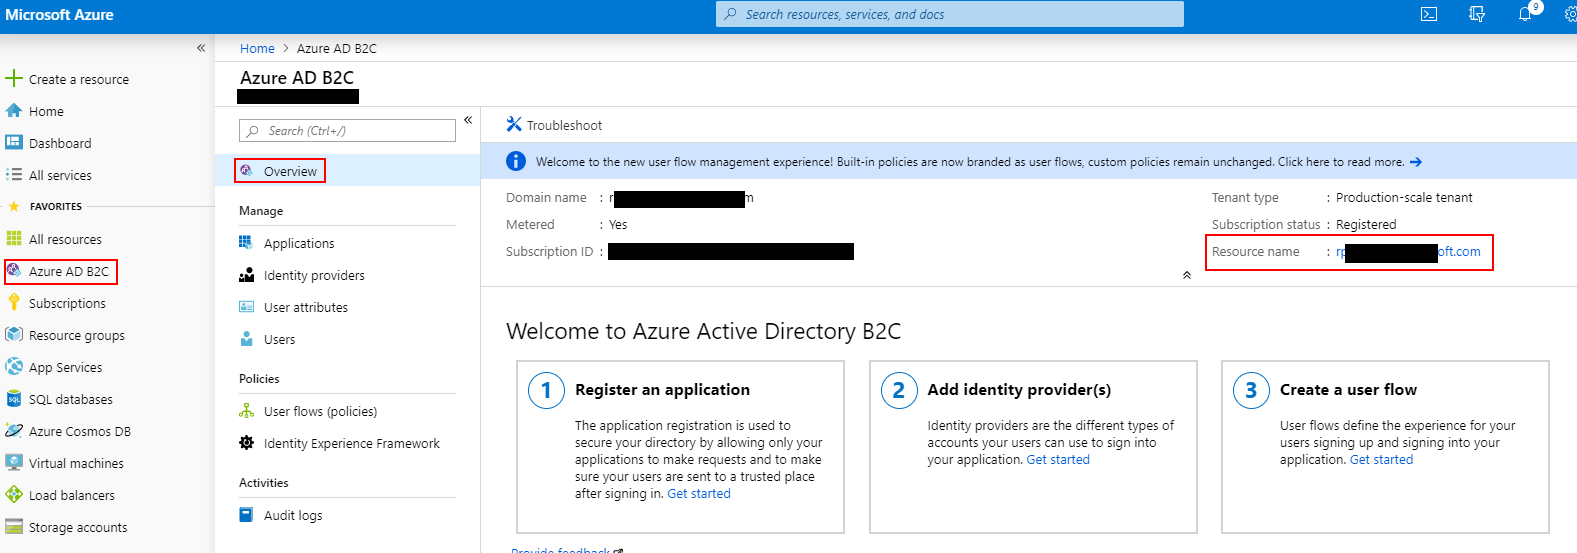 Microsoft Azure
Search resources, services, and docs
9
«
Create a resource
Home
Dashboard
All services
FAVORITES
All resources
Azure AD B2C
Subscriptions
Resource groups
App Services
SQL databases
Azure Cosmos DB
Virtual machines
Load balancers
Storage accounts
Home > Azure AD B2C
Azure AD B2C
Search (Ctrl+/)
«
Overview
Manage
Applications
Identity providers
User attributes
Users
Policies
User flows (policies)
Identity Experience Framework
Activities
Audit logs
Troubleshoot
Welcome to the new user flow management experience! Built-in policies are now branded as user flows, custom policies remain unchanged. Click here to read more. →
Domain name :
Metered : Yes
Subscription ID :
Tenant type : Production-scale tenant
Subscription status : Registered
Resource name : rp oft.com
Welcome to Azure Active Directory B2C
1 Register an application
The application registration is used to
secure your directory by allowing only your
applications to make requests and to make
sure your users are sent to a trusted place
after signing in. Get started
2 Add identity provider(s)
Identity providers are the different types of
accounts your users can use to sign into
your application. Get started
3 Create a user flow
User flows define the experience for your
users signing up and signing into your
application. Get started
Provide feedback